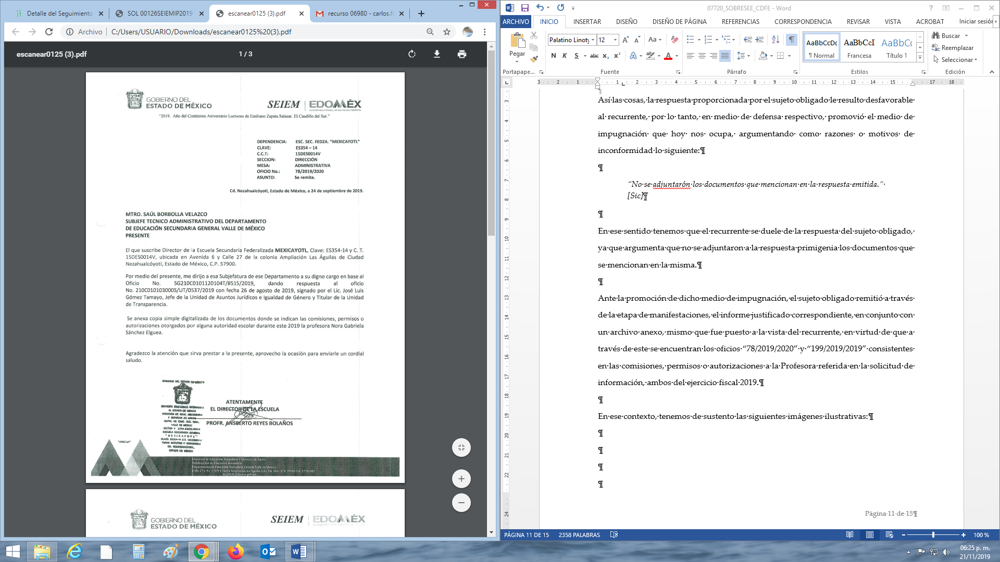 Detalle del Seguimiento
SOL 00126SEIEMIP2019
escanear0125 (3).pdf
recurso 06980 - carlos.fo
Archivo
C:/Users/USUARIO/Downloads/escanear0125%20(3).pdf
escanear0125 (3).pdf
1 / 3
GOBIERNO DEL
ESTADO DE MÉXICO
SEIEM
EDOMÉX
"2019. Año del Centésimo Aniversario Luctuoso de Emiliano Zapata Salazar. El Caudillo del Sur."
DEPENDENCIA: ESC. SEC. FEDZA. "MEXICAYOTL"
CLAVE: ES354 – 14
C.C.T: 15DES0014V
SECCION: DIRECCIÓN
MESA: ADMINISTRATIVA
OFICIO No.: 78/2019/2020
ASUNTO: Se remite.
Cd. Nezahualcóyotl, Estado de México, a 24 de septiembre de 2019.
MTRO. SAÚL BORBOLLA VELAZCO
SUBJEFE TECNICO ADMINISTRATIVO DEL DEPARTAMENTO
DE EDUCACIÓN SECUNDARIA GENERAL VALLE DE MÉXICO
PRESENTE
El que suscribe Director de la Escuela Secundaria Federalizada MEXICAYOTL, Clave: ES354-14 y C. T.
15DES0014V, ubicada en Avenida 6 y Calle 27 de la colonia Ampliación Las Águilas de Ciudad
Nezahualcóyotl, Estado de México, C.P. 57900.
Por medio del presente, me dirijo a esa Subjefatura de ese Departamento a su digno cargo en base al
Oficio No. SG210C0101120104T/8515/2019, dando respuesta al oficio
No. 210C0101030005/UT/0537/2019 con fecha 26 de agosto de 2019, signado por el Lic. José Luis
Gómez Tamayo, Jefe de la Unidad de Asuntos Jurídicos e Igualdad de Género y Titular de la Unidad
de Transparencia.
Se anexa copia simple digitalizada de los documentos donde se indican las comisiones, permisos o
autorizaciones otorgados por alguna autoridad escolar durante este 2019 la profesora Nora Gabriela
Sánchez Elguea.
Agradezco la atención que sirva prestar a la presente, aprovecho la ocasión para enviarle un cordial
saludo.
ATENTAMENTE
EL DIRECTOR DE LA ESCUELA
PROFR. ANSBERTO REYES BOLAÑOS
GOBIERNO DEL
ESTADO DE MÉXICO
SEIEM
EDOMÉX
07720_SOBRESEE_CDFE - Word
ARCHIVO INICIO INSERTAR DISEÑO DISEÑO DE PÁGINA REFERENCIAS CORRESPONDENCIA REVISAR VISTA ACROBAT Iniciar sesión
Pegar
Palatino Linoty 12
N K S abc x₂ x²
AaBbCcDc AaBbCcI AaBbCc
¶ Normal Francesa Título 1
Buscar
Reemplazar
Seleccionar
Portapape... Fuente Párrafo Estilos Edición
Así las cosas, la respuesta proporcionada por el sujeto obligado le resulto desfavorable
al recurrente, por lo tanto, en medio de defensa respectivo, promovió el medio de
impugnación que hoy nos ocupa, argumentando como razones o motivos de
inconformidad lo siguiente:¶
¶
"No se adjuntarón los documentos que mencionan en la respuesta emitida."
[Sic]¶
¶
En ese sentido tenemos que el recurrente se duele de la respuesta del sujeto obligado,
ya que argumenta que no se adjuntaron a la respuesta primigenia los documentos que
se mencionan en la misma.¶
¶
Ante la promoción de dicho medio de impugnación, el sujeto obligado remitió a través
de la etapa de manifestaciones, el informe justificado correspondiente, en conjunto con
un archivo anexo, mismo que fue puesto a la vista del recurrente, en virtud de que a
través de este se encuentran los oficios "78/2019/2020" y "199/2019/2019" consistentes
en las comisiones, permisos o autorizaciones a la Profesora referida en la solicitud de
información, ambos del ejercicio fiscal 2019.¶
¶
En ese contexto, tenemos de sustento las siguientes imágenes ilustrativas:¶
¶
¶
¶
¶
Página 11 de 15¶
PÁGINA 11 DE 15 2358 PALABRAS 100 %
06:25 p. m.
21/11/2019